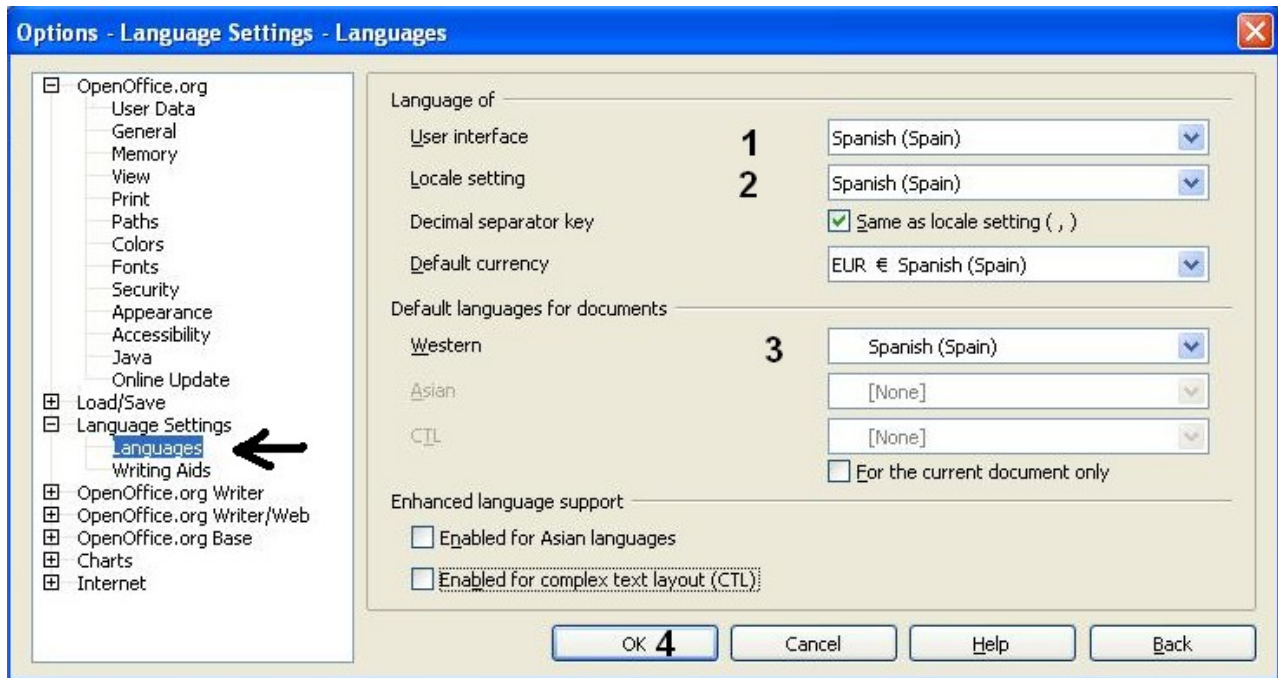 Options - Language Settings - Languages
OpenOffice.org
User Data
General
Memory
View
Print
Paths
Colors
Fonts
Security
Appearance
Accessibility
Java
Online Update
Load/Save
Language Settings
Languages
Writing Aids
OpenOffice.org Writer
OpenOffice.org Writer/Web
OpenOffice.org Base
Charts
Internet
Language of
User interface 1 Spanish (Spain)
Locale setting 2 Spanish (Spain)
Decimal separator key Same as locale setting ( , )
Default currency EUR € Spanish (Spain)
Default languages for documents
Western 3 Spanish (Spain)
Asian [None]
CTL [None]
For the current document only
Enhanced language support
Enabled for Asian languages
Enabled for complex text layout (CTL)
OK 4 Cancel Help Back